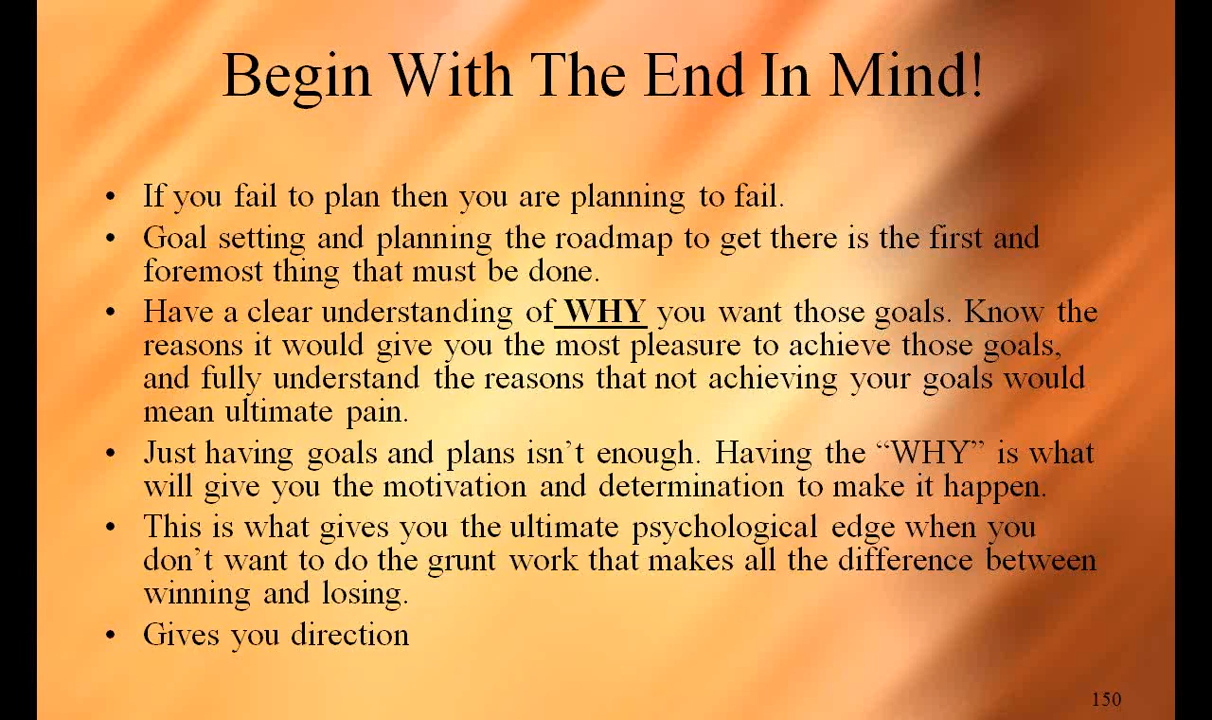 Begin With The End In Mind!
• If you fail to plan then you are planning to fail.
• Goal setting and planning the roadmap to get there is the first and
foremost thing that must be done.
• Have a clear understanding of WHY you want those goals. Know the
reasons it would give you the most pleasure to achieve those goals,
and fully understand the reasons that not achieving your goals would
mean ultimate pain.
• Just having goals and plans isn’t enough. Having the “WHY” is what
will give you the motivation and determination to make it happen.
• This is what gives you the ultimate psychological edge when you
don’t want to do the grunt work that makes all the difference between
winning and losing.
• Gives you direction
150